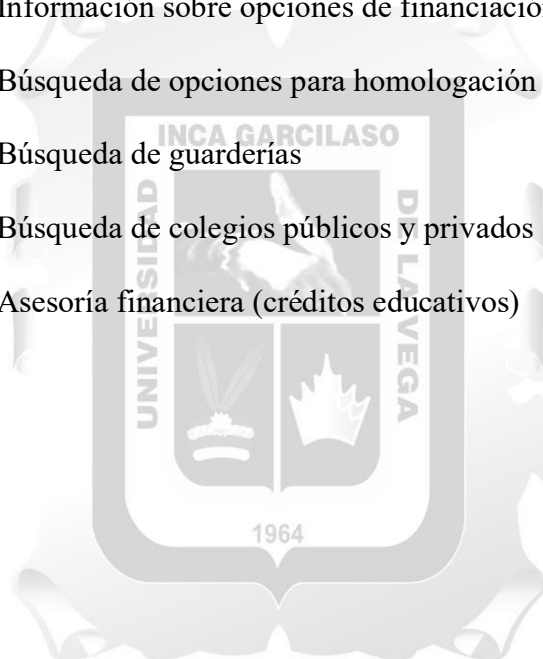 Información sobre opciones de financiación
Búsqueda de opciones para homologación
INCA GARCILASO
Búsqueda de guarderías
UNIVERSIDAD
DE LA VEGA
Búsqueda de colegios públicos y privados
Asesoría financiera (créditos educativos)
1964